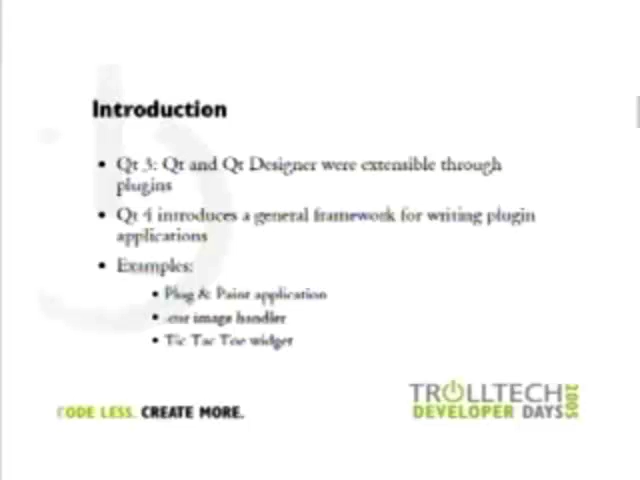 Introduction
• Qt 3: Qt and Qt Designer were extensible through
plugins
• Qt 4 introduces a general framework for writing plugin
applications
• Examples:
• Plug & Paint application
• image handler
• Tic Tac Toe widget
CODE LESS. CREATE MORE.
TROLLTECH
DEVELOPER DAYS
2005